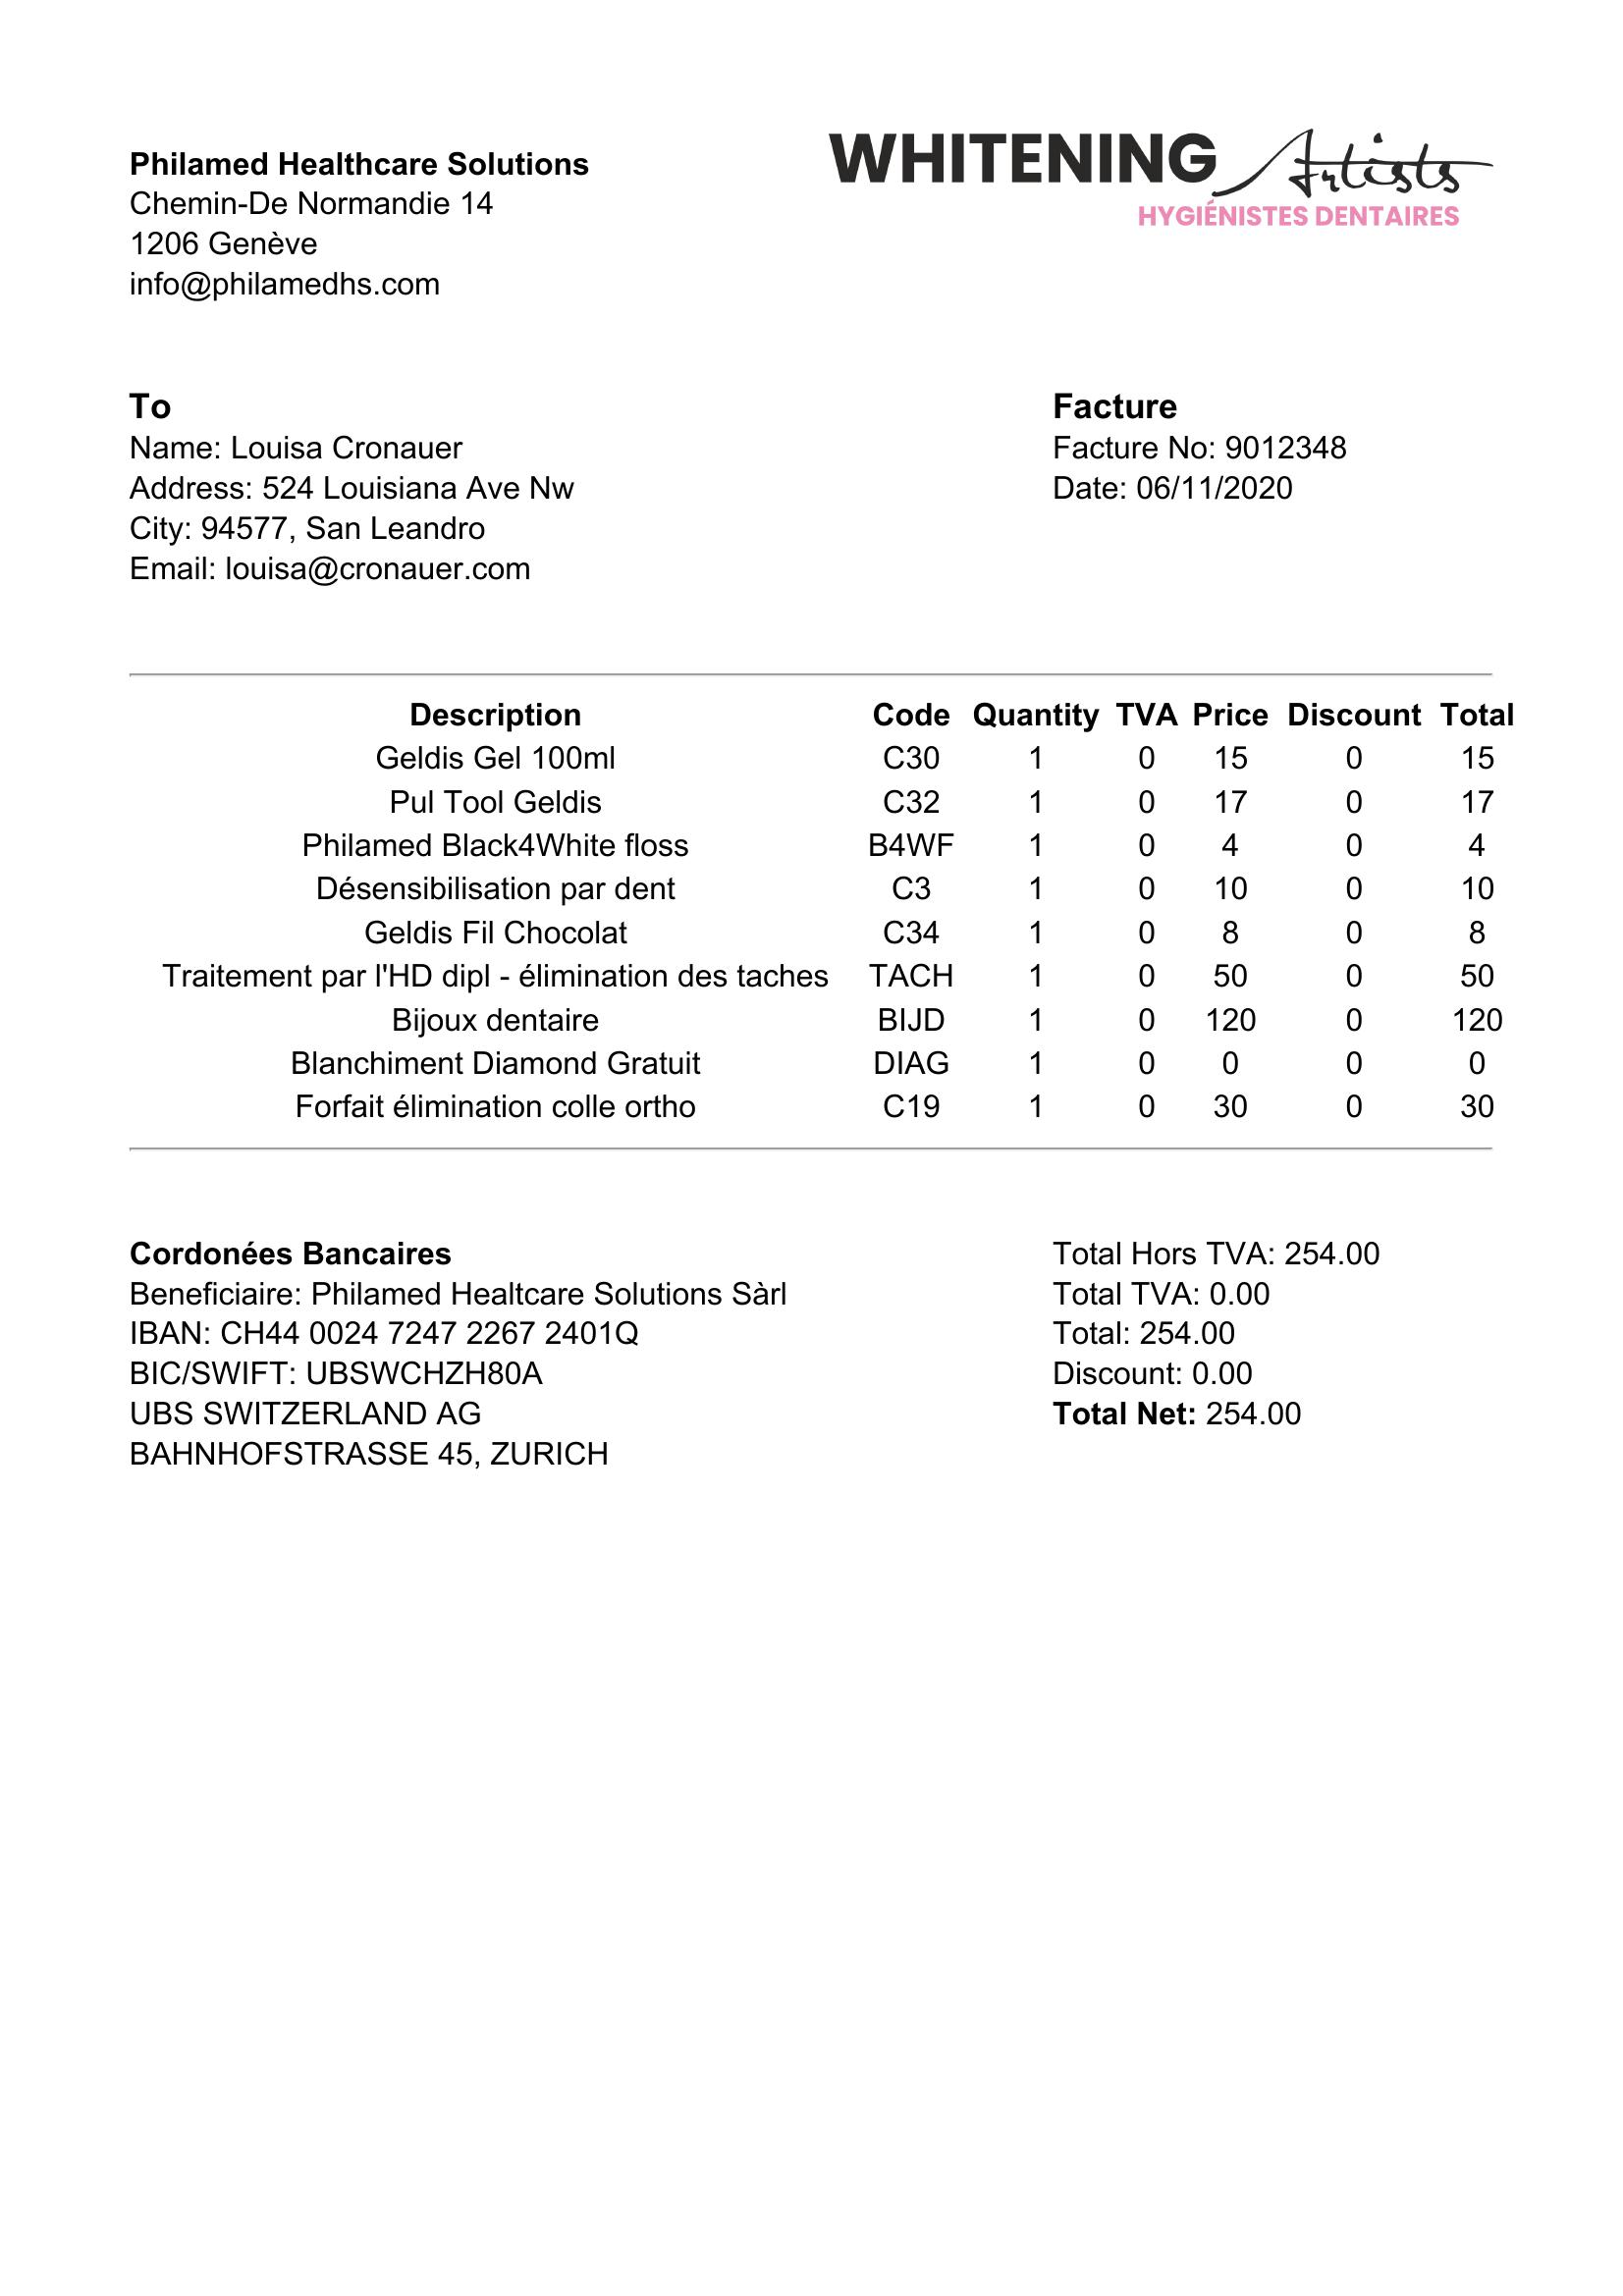 Philamed Healthcare Solutions
Chemin-De Normandie 14
1206 Genève
info@philamedhs.com
WHITENING Artists
HYGIÉNISTES DENTAIRES
To
Name: Louisa Cronauer
Address: 524 Louisiana Ave Nw
City: 94577, San Leandro
Email: louisa@cronauer.com
Facture
Facture No: 9012348
Date: 06/11/2020
Description Code Quantity TVA Price Discount Total
Geldis Gel 100ml C30 1 0 15 0 15
Pul Tool Geldis C32 1 0 17 0 17
Philamed Black4White floss B4WF 1 0 4 0 4
Désensibilisation par dent C3 1 0 10 0 10
Geldis Fil Chocolat C34 1 0 8 0 8
Traitement par l'HD dipl - élimination des taches TACH 1 0 50 0 50
Bijoux dentaire BIJD 1 0 120 0 120
Blanchiment Diamond Gratuit DIAG 1 0 0 0 0
Forfait élimination colle ortho C19 1 0 30 0 30
Cordonées Bancaires
Beneficiaire: Philamed Healtcare Solutions Sàrl
IBAN: CH44 0024 7247 2267 2401Q
BIC/SWIFT: UBSWCHZH80A
UBS SWITZERLAND AG
BAHNHOFSTRASSE 45, ZURICH
Total Hors TVA: 254.00
Total TVA: 0.00
Total: 254.00
Discount: 0.00
Total Net: 254.00